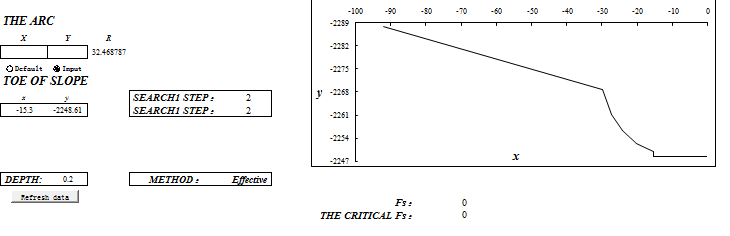 THE ARC
X Y R
32.468787
Default Input
TOE OF SLOPE
x y
-15.3 -2248.61
SEARCH1 STEP: 2
SEARCH1 STEP: 2
DEPTH: 0.2
METHOD: Effective
Refresh data
-100 -90 -80 -70 -60 -50 -40 -30 -20 -10 0
-2289
-2282
-2275
-2268
-2261
-2254
-2247
y
x
Fs: 0
THE CRITICAL Fs: 0